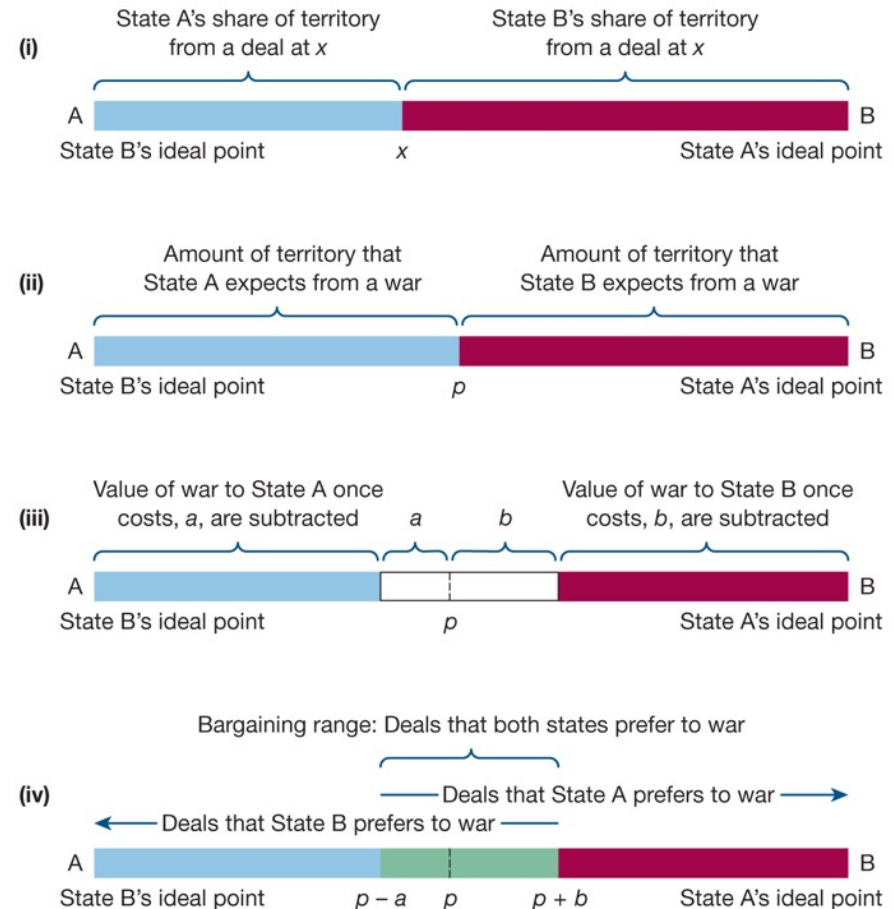 State A's share of territory
from a deal at x
State B's share of territory
from a deal at x
(i)
A
B
State B's ideal point
x
State A's ideal point
Amount of territory that
State A expects from a war
Amount of territory that
State B expects from a war
(ii)
A
B
State B's ideal point
p
State A's ideal point
Value of war to State A once
costs, a, are subtracted
a
b
Value of war to State B once
costs, b, are subtracted
(iii)
A
B
State B's ideal point
p
State A's ideal point
Bargaining range: Deals that both states prefer to war
(iv)
Deals that State A prefers to war
Deals that State B prefers to war
A
B
State B's ideal point
p – a
p
p + b
State A's ideal point